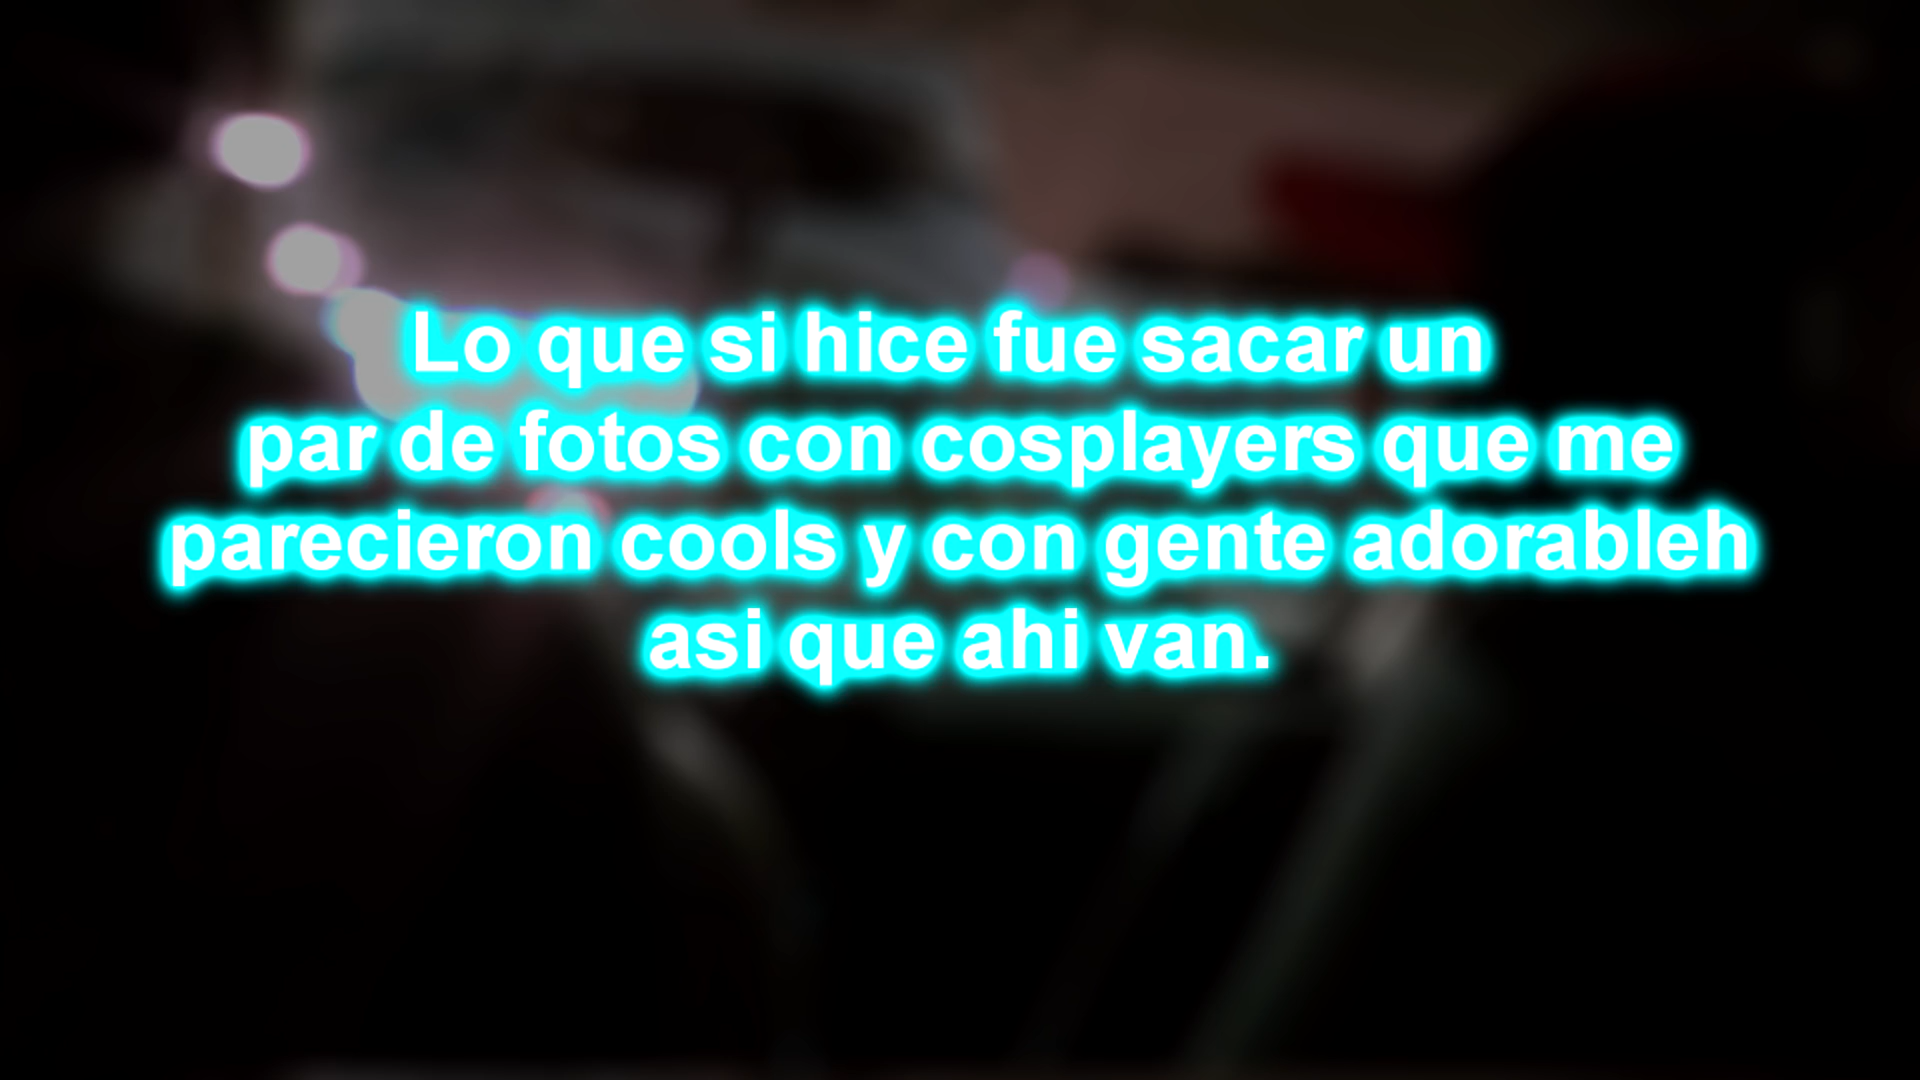 Lo que si hice fue sacar un
par de fotos con cosplayers que me
parecieron cools y con gente adorableh
asi que ahi van.